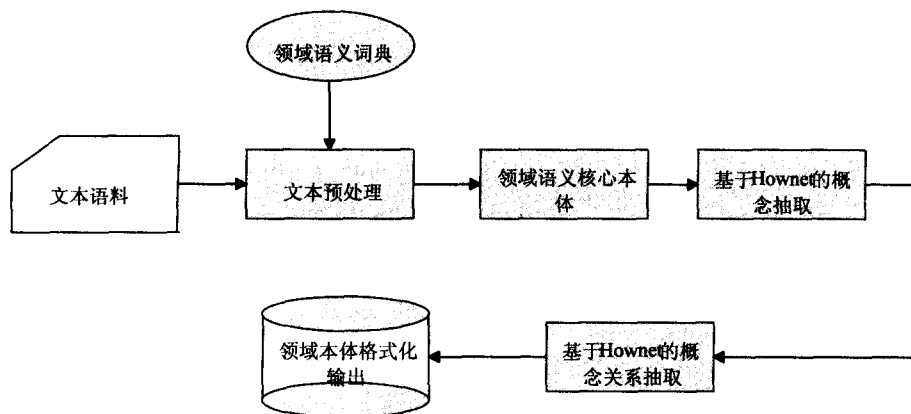 领域语义词典
文本语料
文本预处理
领域语义核心本
体
基于Hownet的概
念抽取
领域本体格式化
输出
基于Hownet的概
念关系抽取